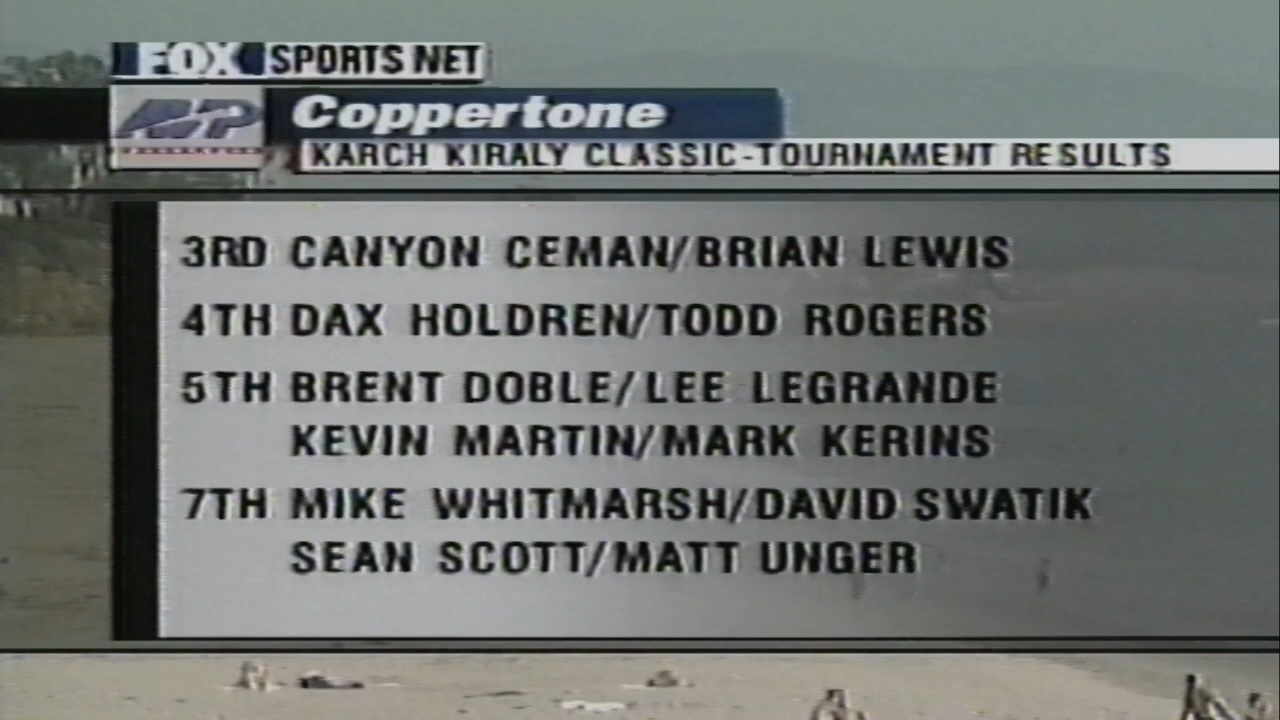 FOX SPORTS NET
AVP Coppertone
KARCH KIRALY CLASSIC-TOURNAMENT RESULTS
3RD CANYON CEMAN/BRIAN LEWIS
4TH DAX HOLDREN/TODD ROGERS
5TH BRENT DOBLE/LEE LEGRANDE
KEVIN MARTIN/MARK KERINS
7TH MIKE WHITMARSH/DAVID SWATIK
SEAN SCOTT/MATT UNGER